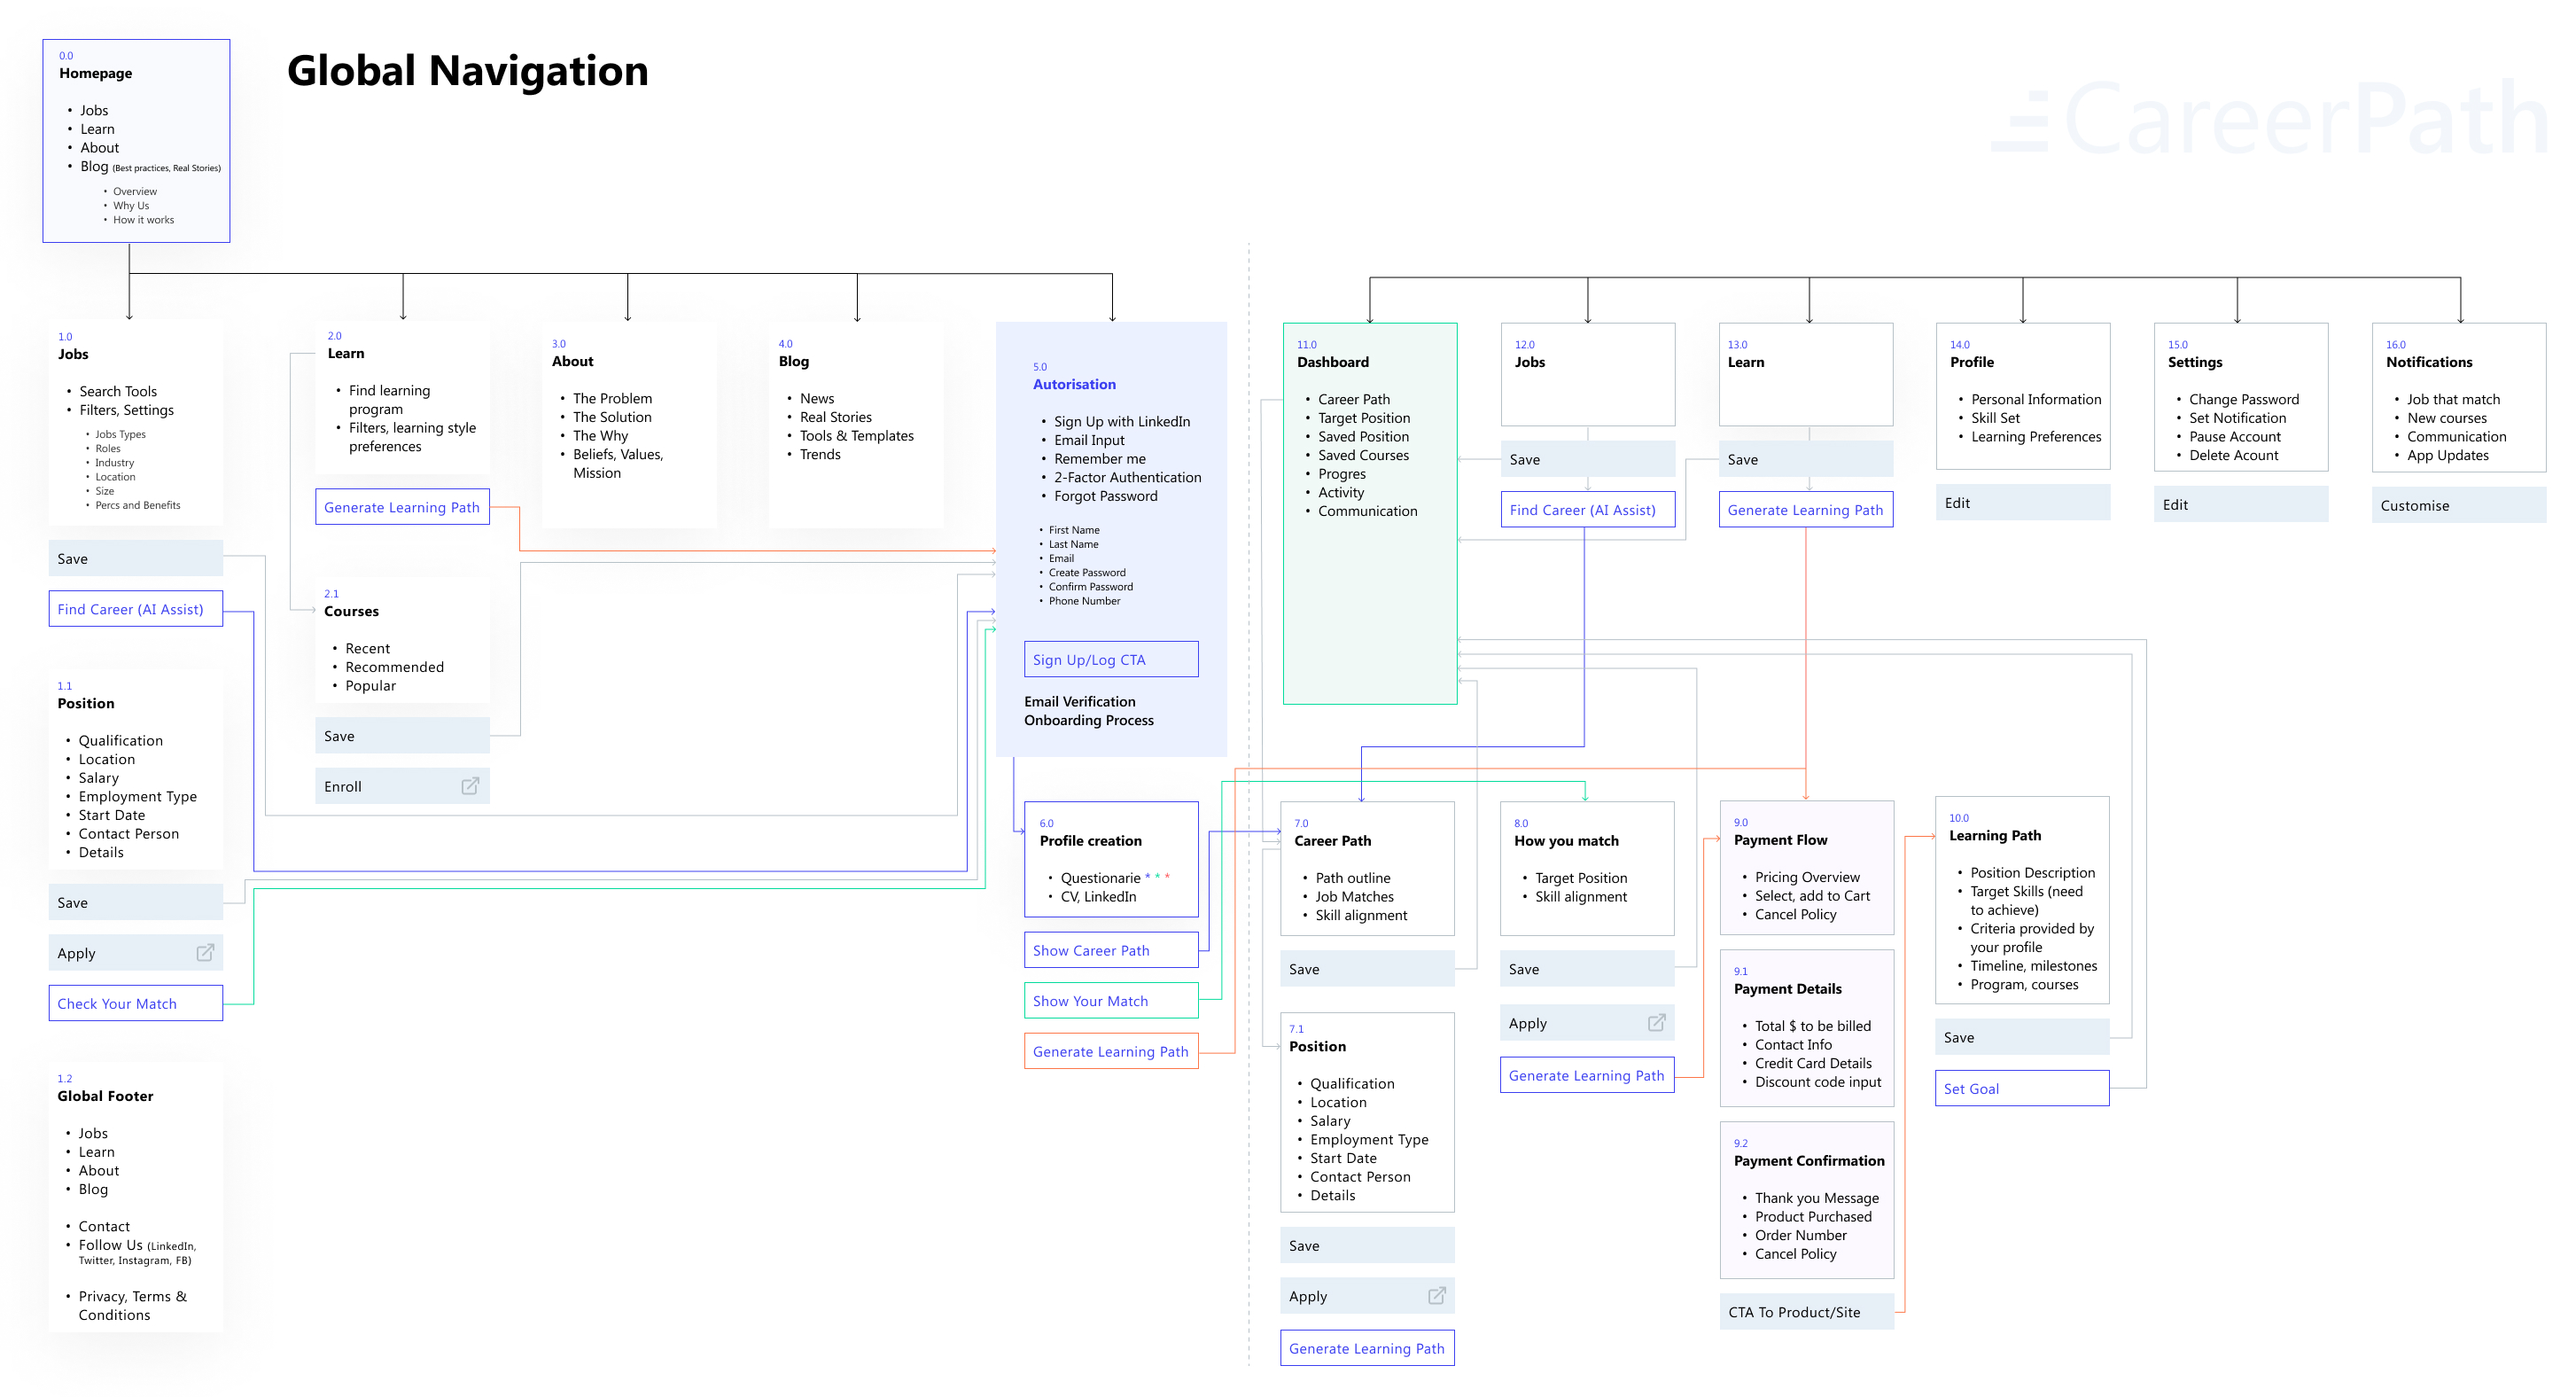 0.0
Homepage
• Jobs
• Learn
• About
• Blog (Best practices, Real Stories)
• Overview
• Why Us
• How it works
Global Navigation
CareerPath
1.0
Jobs
• Search Tools
• Filters, Settings
• Jobs Types
• Roles
• Industry
• Location
• Size
• Percs and Benefits
Save
Find Career (AI Assist)
1.1
Position
• Qualification
• Location
• Salary
• Employment Type
• Start Date
• Contact Person
• Details
Save
Apply
Check Your Match
1.2
Global Footer
• Jobs
• Learn
• About
• Blog
• Contact
• Follow Us (LinkedIn,
Twitter, Instagram, FB)
• Privacy, Terms &
Conditions
2.0
Learn
• Find learning
program
• Filters, learning style
preferences
Generate Learning Path
2.1
Courses
• Recent
• Recommended
• Popular
Save
Enroll
3.0
About
• The Problem
• The Solution
• The Why
• Beliefs, Values,
Mission
4.0
Blog
• News
• Real Stories
• Tools & Templates
• Trends
5.0
Autorisation
• Sign Up with LinkedIn
• Email Input
• Remember me
• 2-Factor Authentication
• Forgot Password
• First Name
• Last Name
• Email
• Create Password
• Confirm Password
• Phone Number
Sign Up/Log CTA
Email Verification
Onboarding Process
6.0
Profile creation
• Questionarie * * *
• CV, LinkedIn
Show Career Path
Show Your Match
Generate Learning Path
11.0
Dashboard
• Career Path
• Target Position
• Saved Position
• Saved Courses
• Progres
• Activity
• Communication
12.0
Jobs
Save
Find Career (AI Assist)
13.0
Learn
Save
Generate Learning Path
14.0
Profile
• Personal Information
• Skill Set
• Learning Preferences
Edit
15.0
Settings
• Change Password
• Set Notification
• Pause Account
• Delete Acount
Edit
16.0
Notifications
• Job that match
• New courses
• Communication
• App Updates
Customise
7.0
Career Path
• Path outline
• Job Matches
• Skill alignment
Save
7.1
Position
• Qualification
• Location
• Salary
• Employment Type
• Start Date
• Contact Person
• Details
Save
Apply
Generate Learning Path
8.0
How you match
• Target Position
• Skill alignment
Save
Apply
Generate Learning Path
9.0
Payment Flow
• Pricing Overview
• Select, add to Cart
• Cancel Policy
9.1
Payment Details
• Total $ to be billed
• Contact Info
• Credit Card Details
• Discount code input
9.2
Payment Confirmation
• Thank you Message
• Product Purchased
• Order Number
• Cancel Policy
CTA To Product/Site
10.0
Learning Path
• Position Description
• Target Skills (need
to achieve)
• Criteria provided by
your profile
• Timeline, milestones
• Program, courses
Save
Set Goal